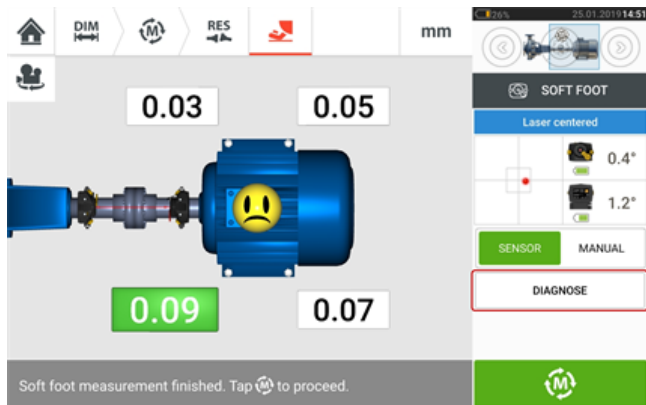 DIM
M
RES
mm
26%
25.01.2019 14:51
0.03
0.05
SOFT FOOT
Laser centered
0.4°
1.2°
SENSOR
MANUAL
0.09
0.07
DIAGNOSE
Soft foot measurement finished. Tap M to proceed.
M